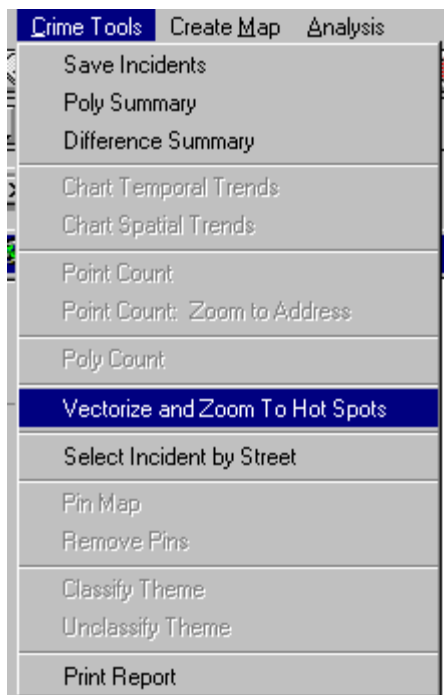 Crime Tools Create Map Analysis
Save Incidents
Poly Summary
Difference Summary
Chart Temporal Trends
Chart Spatial Trends
Point Count
Point Count: Zoom to Address
Poly Count
Vectorize and Zoom To Hot Spots
Select Incident by Street
Pin Map
Remove Pins
Classify Theme
Unclassify Theme
Print Report